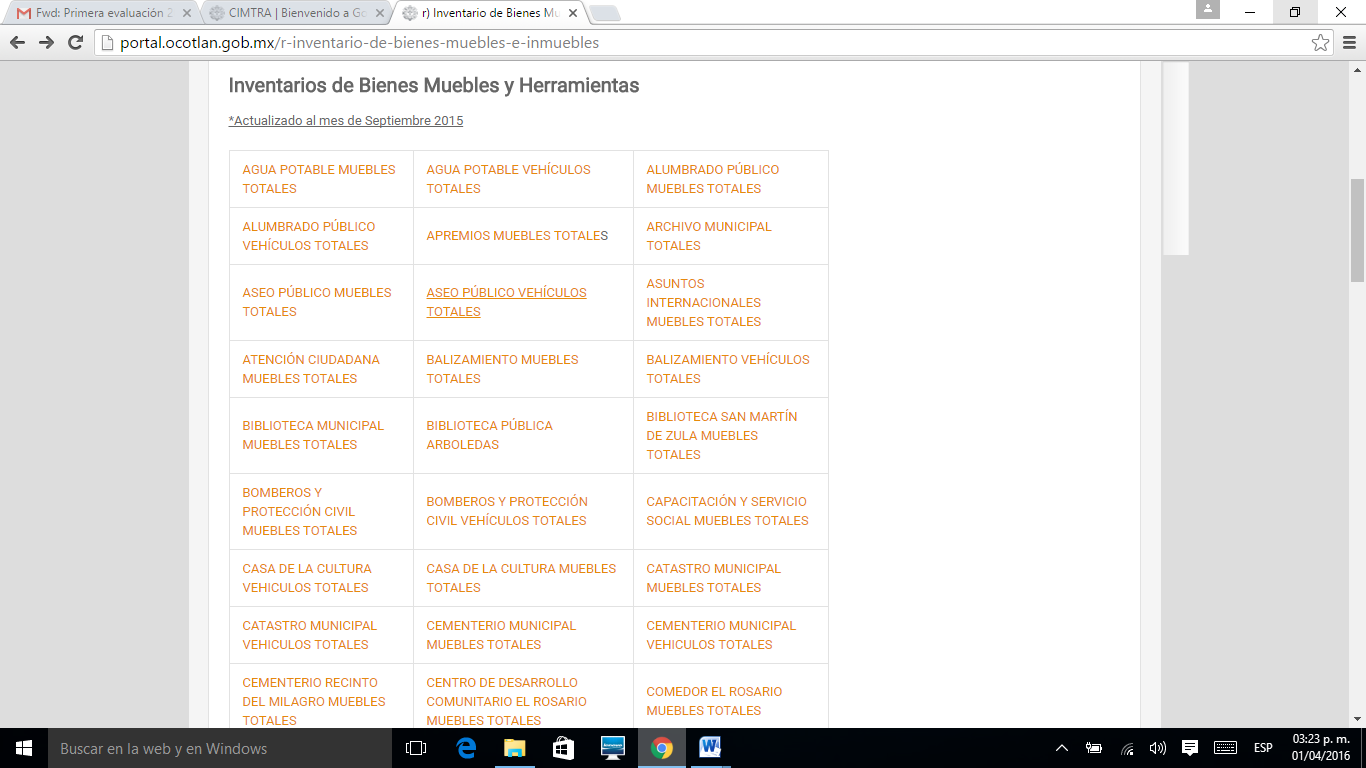 Fwd: Primera evaluación 2
CIMTRA | Bienvenido a Go
r) Inventario de Bienes Mu
portal.ocotlan.gob.mx/r-inventario-de-bienes-muebles-e-inmuebles
Inventarios de Bienes Muebles y Herramientas
*Actualizado al mes de Septiembre 2015
AGUA POTABLE MUEBLES
TOTALES
AGUA POTABLE VEHÍCULOS
TOTALES
ALUMBRADO PÚBLICO
MUEBLES TOTALES
ALUMBRADO PÚBLICO
VEHÍCULOS TOTALES
APREMIOS MUEBLES TOTALES
ARCHIVO MUNICIPAL
TOTALES
ASEO PÚBLICO MUEBLES
TOTALES
ASEO PÚBLICO VEHÍCULOS
TOTALES
ASUNTOS
INTERNACIONALES
MUEBLES TOTALES
ATENCIÓN CIUDADANA
MUEBLES TOTALES
BALIZAMIENTO MUEBLES
TOTALES
BALIZAMIENTO VEHÍCULOS
TOTALES
BIBLIOTECA MUNICIPAL
MUEBLES TOTALES
BIBLIOTECA PÚBLICA
ARBOLEDAS
BIBLIOTECA SAN MARTÍN
DE ZULA MUEBLES
TOTALES
BOMBEROS Y
PROTECCIÓN CIVIL
MUEBLES TOTALES
BOMBEROS Y PROTECCIÓN
CIVIL VEHÍCULOS TOTALES
CAPACITACIÓN Y SERVICIO
SOCIAL MUEBLES TOTALES
CASA DE LA CULTURA
VEHICULOS TOTALES
CASA DE LA CULTURA MUEBLES
TOTALES
CATASTRO MUNICIPAL
MUEBLES TOTALES
CATASTRO MUNICIPAL
VEHICULOS TOTALES
CEMENTERIO MUNICIPAL
MUEBLES TOTALES
CEMENTERIO MUNICIPAL
VEHICULOS TOTALES
CEMENTERIO RECINTO
DEL MILAGRO MUEBLES
TOTALES
CENTRO DE DESARROLLO
COMUNITARIO EL ROSARIO
MUEBLES TOTALES
COMEDOR EL ROSARIO
MUEBLES TOTALES
Buscar en la web y en Windows
ESP
03:23 p. m.
01/04/2016